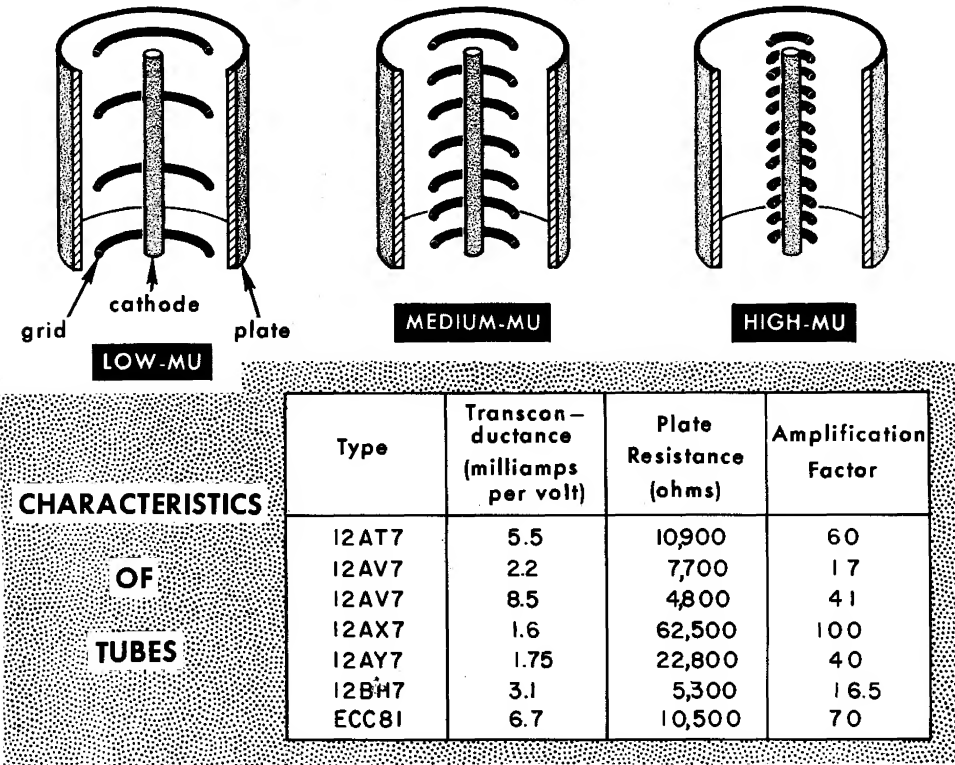 grid
cathode
plate
LOW-MU
MEDIUM-MU
HIGH-MU
CHARACTERISTICS
OF
TUBES
Type
Transcon–
ductance
(milliamps
per volt)
Plate
Resistance
(ohms)
Amplification
Factor
12AT7 5.5 10,900 60
12AV7 2.2 7,700 17
12AV7 8.5 4,800 41
12AX7 1.6 62,500 100
12AY7 1.75 22,800 40
12BH7 3.1 5,300 16.5
ECC81 6.7 10,500 70